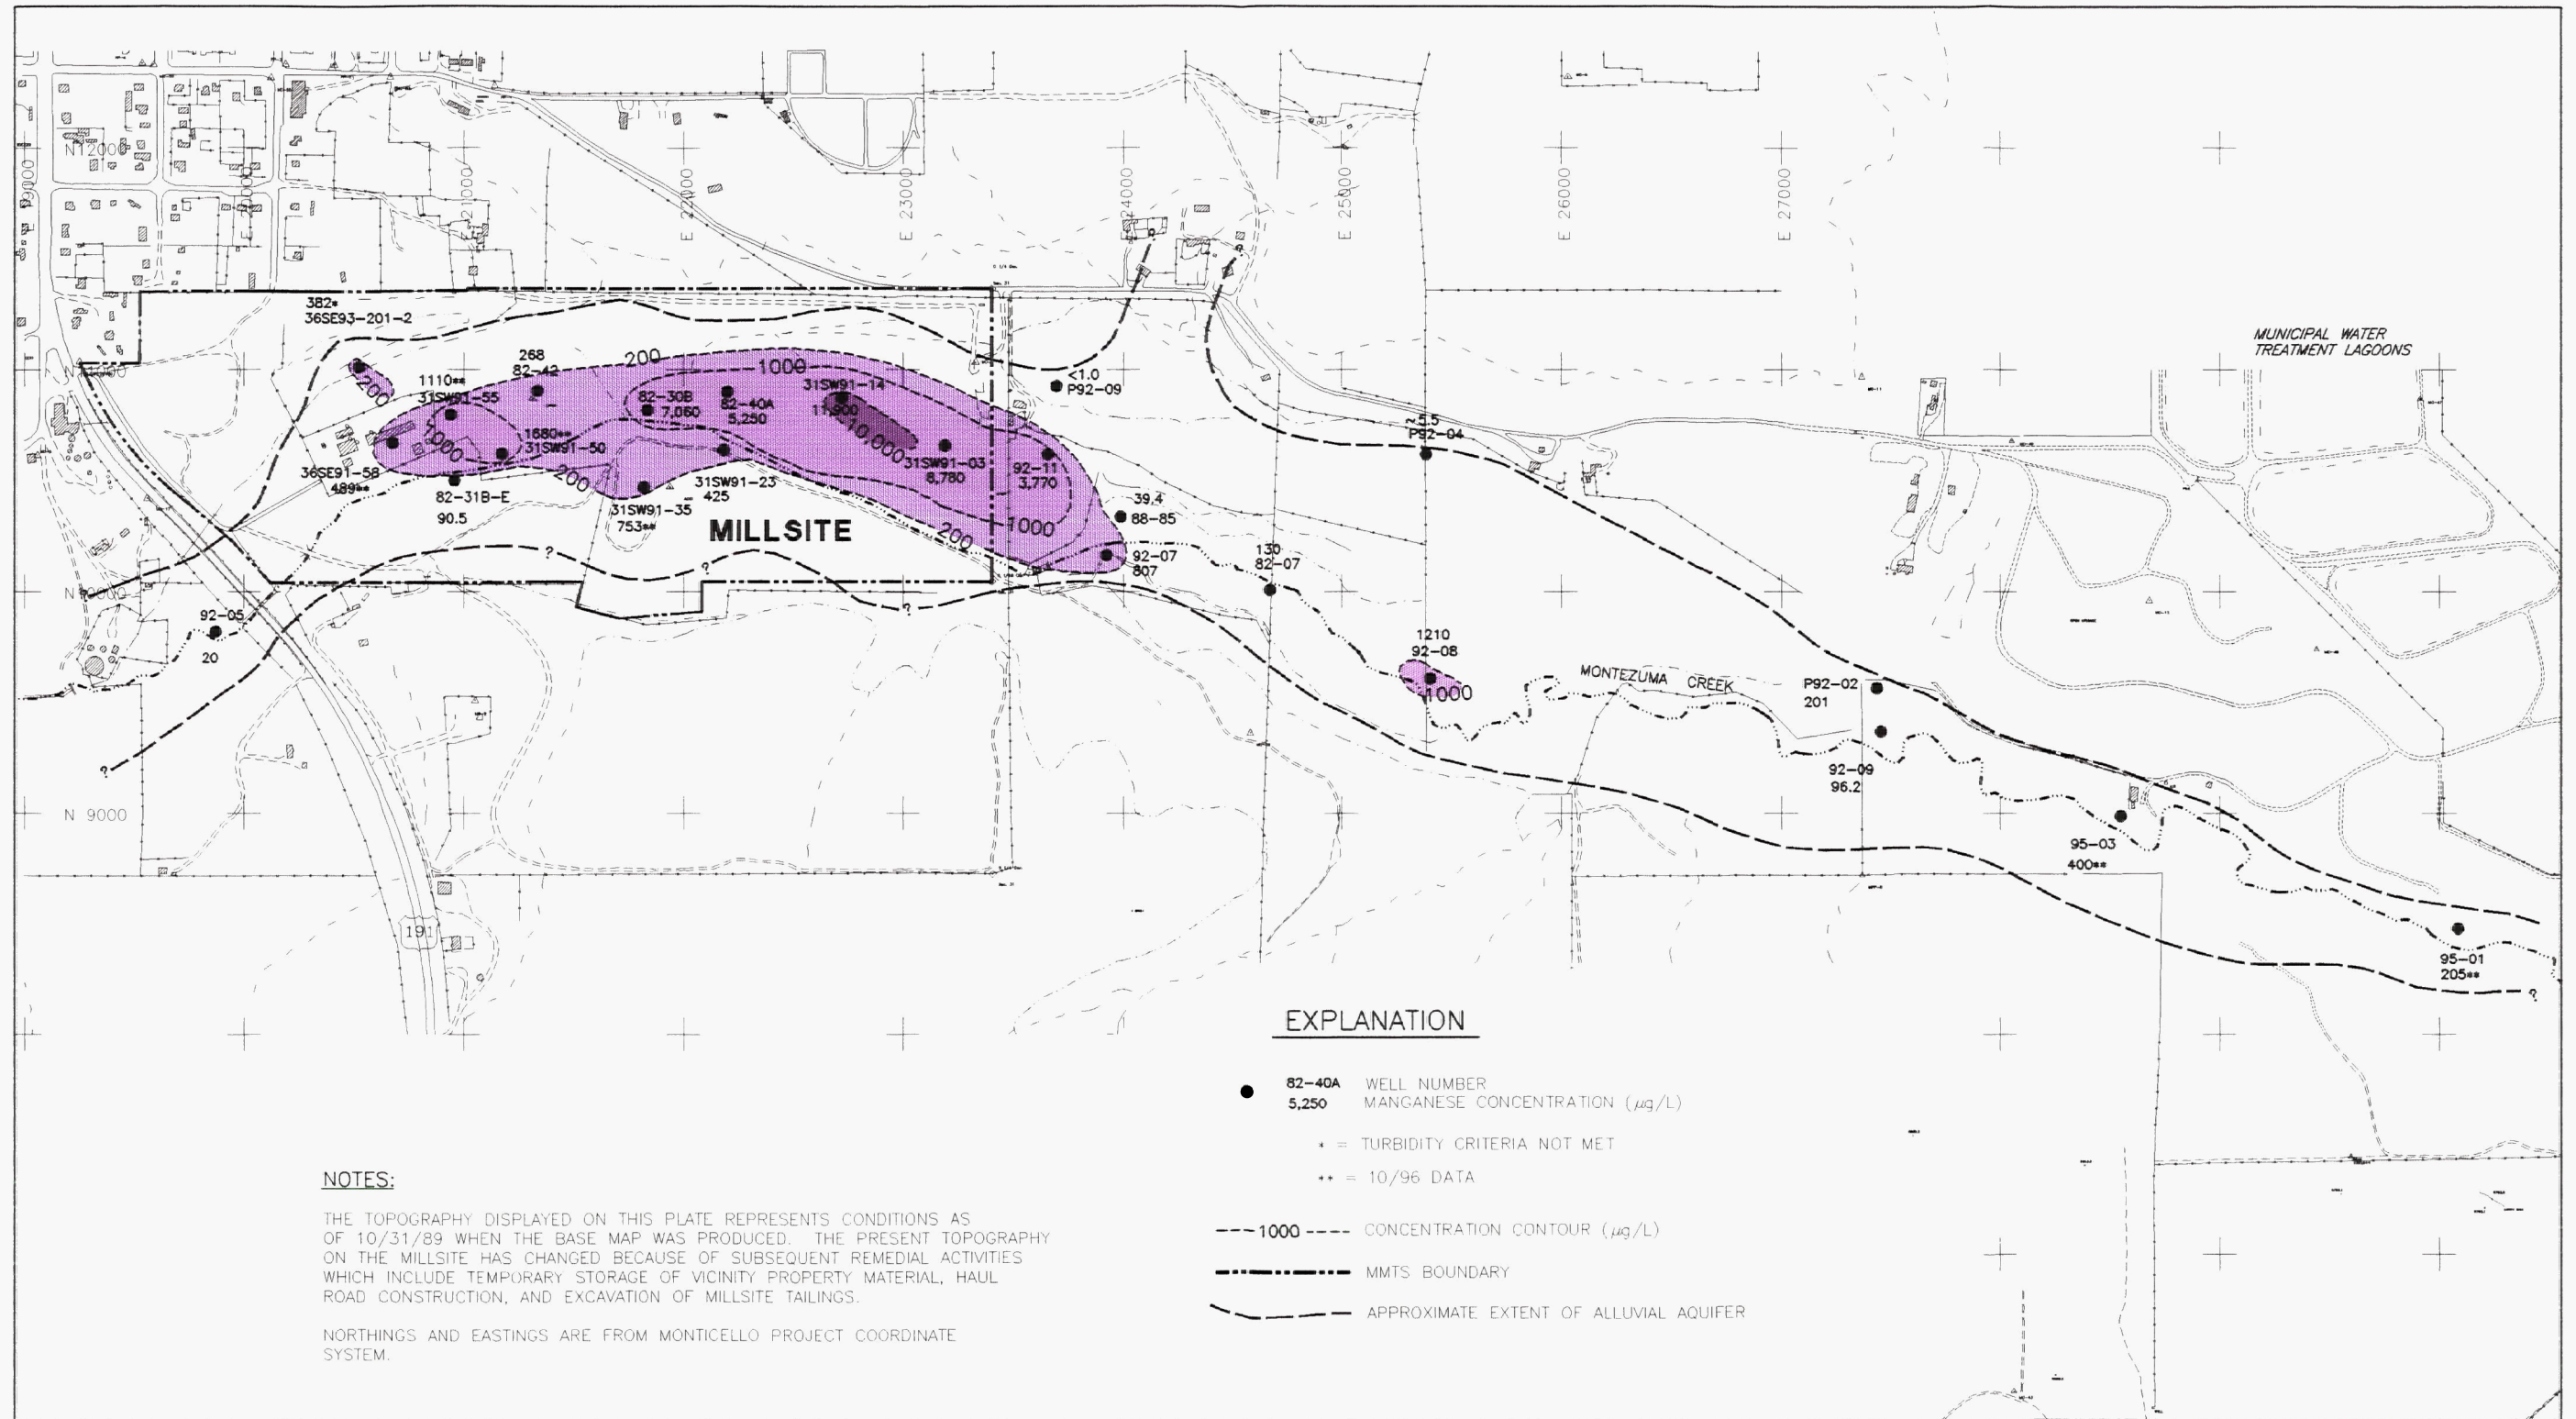 N12000
E 21000
E 22000
E 23000
E 24000
E 25000
E 26000
E 27000
382*
36SE93-201-2
MUNICIPAL WATER
TREATMENT LAGOONS
200
268
82-42
200
1000
1110**
31SW91-55
82-30B
7,060
82-40A
5,250
31SW91-14
11,900
10,000
<1.0
P92-09
5.5
P92-04
1000
1680**
31SW91-50
31SW91-03
8,780
92-11
3,770
36SE91-58
489**
82-31B-E
90.5
200
31SW91-23
425
31SW91-35
753**
MILLSITE
200
1000
39.4
88-85
92-07
807
130
82-07
?
?
?
N10000
92-05
20
1210
92-08
1000
MONTEZUMA CREEK
P92-02
201
92-09
96.2
?
N 9000
95-03
400**
191
95-01
205**
?
EXPLANATION
82-40A WELL NUMBER
5,250 MANGANESE CONCENTRATION (µg/L)
* = TURBIDITY CRITERIA NOT MET
** = 10/96 DATA
1000 CONCENTRATION CONTOUR (µg/L)
MMTS BOUNDARY
APPROXIMATE EXTENT OF ALLUVIAL AQUIFER
NOTES:
THE TOPOGRAPHY DISPLAYED ON THIS PLATE REPRESENTS CONDITIONS AS
OF 10/31/89 WHEN THE BASE MAP WAS PRODUCED. THE PRESENT TOPOGRAPHY
ON THE MILLSITE HAS CHANGED BECAUSE OF SUBSEQUENT REMEDIAL ACTIVITIES
WHICH INCLUDE TEMPORARY STORAGE OF VICINITY PROPERTY MATERIAL, HAUL
ROAD CONSTRUCTION, AND EXCAVATION OF MILLSITE TAILINGS.
NORTHINGS AND EASTINGS ARE FROM MONTICELLO PROJECT COORDINATE
SYSTEM.